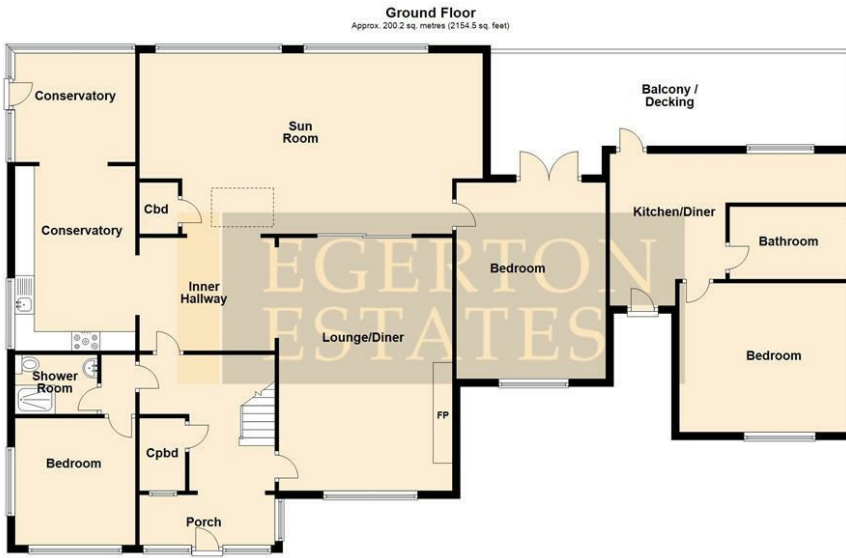 Ground Floor
Approx. 200.2 sq. metres (2154.5 sq. feet)
Conservatory
Sun
Room
Balcony /
Decking
Cbd
Conservatory
Kitchen/Diner
Bathroom
Inner
Hallway
Bedroom
EGERTON
ESTATES
Lounge/Diner
Bedroom
Shower
Room
FP
Bedroom
Cpbd
Porch